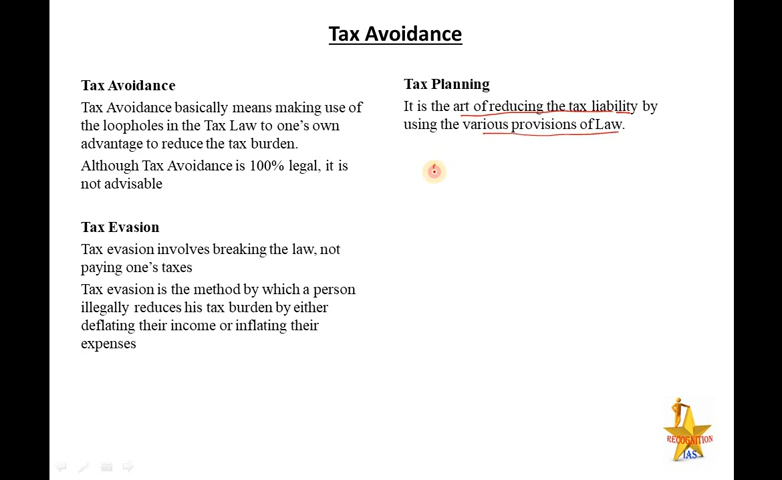 Tax Avoidance
Tax Avoidance
Tax Avoidance basically means making use of
the loopholes in the Tax Law to one's own
advantage to reduce the tax burden.
Although Tax Avoidance is 100% legal, it is
not advisable
Tax Evasion
Tax evasion involves breaking the law, not
paying one's taxes
Tax evasion is the method by which a person
illegally reduces his tax burden by either
deflating their income or inflating their
expenses
Tax Planning
It is the art of reducing the tax liability by
using the various provisions of Law.
RECOGNITION
IAS